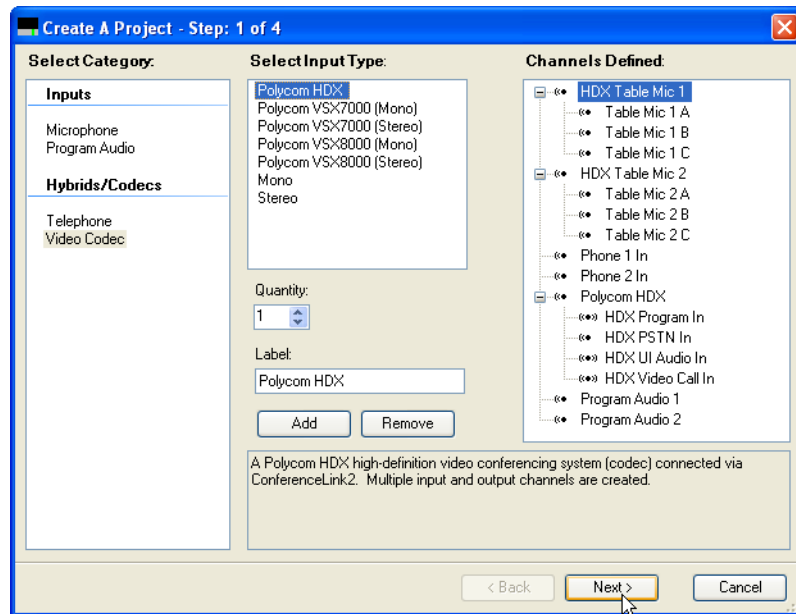 Create A Project - Step: 1 of 4
Select Category:
Inputs
Microphone
Program Audio
Hybrids/Codecs
Telephone
Video Codec
Select Input Type:
Polycom HDX
Polycom VSX7000 (Mono)
Polycom VSX7000 (Stereo)
Polycom VSX8000 (Mono)
Polycom VSX8000 (Stereo)
Mono
Stereo
Quantity:
1
Label:
Polycom HDX
Add
Remove
Channels Defined:
HDX Table Mic 1
Table Mic 1 A
Table Mic 1 B
Table Mic 1 C
HDX Table Mic 2
Table Mic 2 A
Table Mic 2 B
Table Mic 2 C
Phone 1 In
Phone 2 In
Polycom HDX
HDX Program In
HDX PSTN In
HDX UI Audio In
HDX Video Call In
Program Audio 1
Program Audio 2
A Polycom HDX high-definition video conferencing system (codec) connected via
ConferenceLink2. Multiple input and output channels are created.
< Back
Next >
Cancel